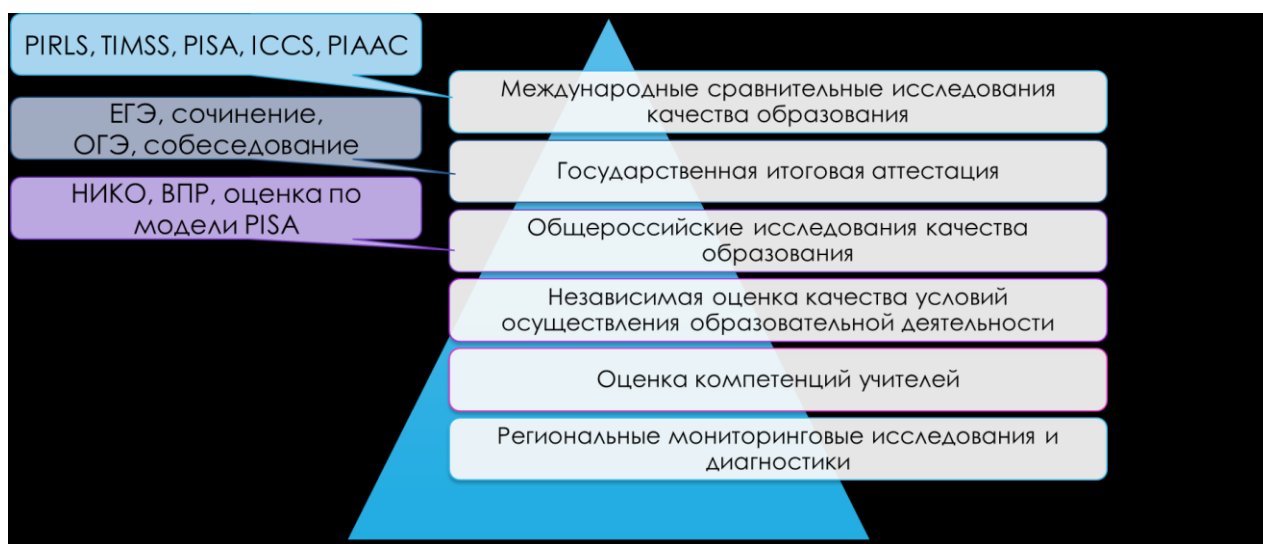 PIRLS, TIMSS, PISA, ICCS, PIAAC
Международные сравнительные исследования
качества образования
ЕГЭ, сочинение,
ОГЭ, собеседование
Государственная итоговая аттестация
НИКО, ВПР, оценка по
модели PISA
Общероссийские исследования качества
образования
Независимая оценка качества условий
осуществления образовательной деятельности
Оценка компетенций учителей
Региональные мониторинговые исследования и
диагностики